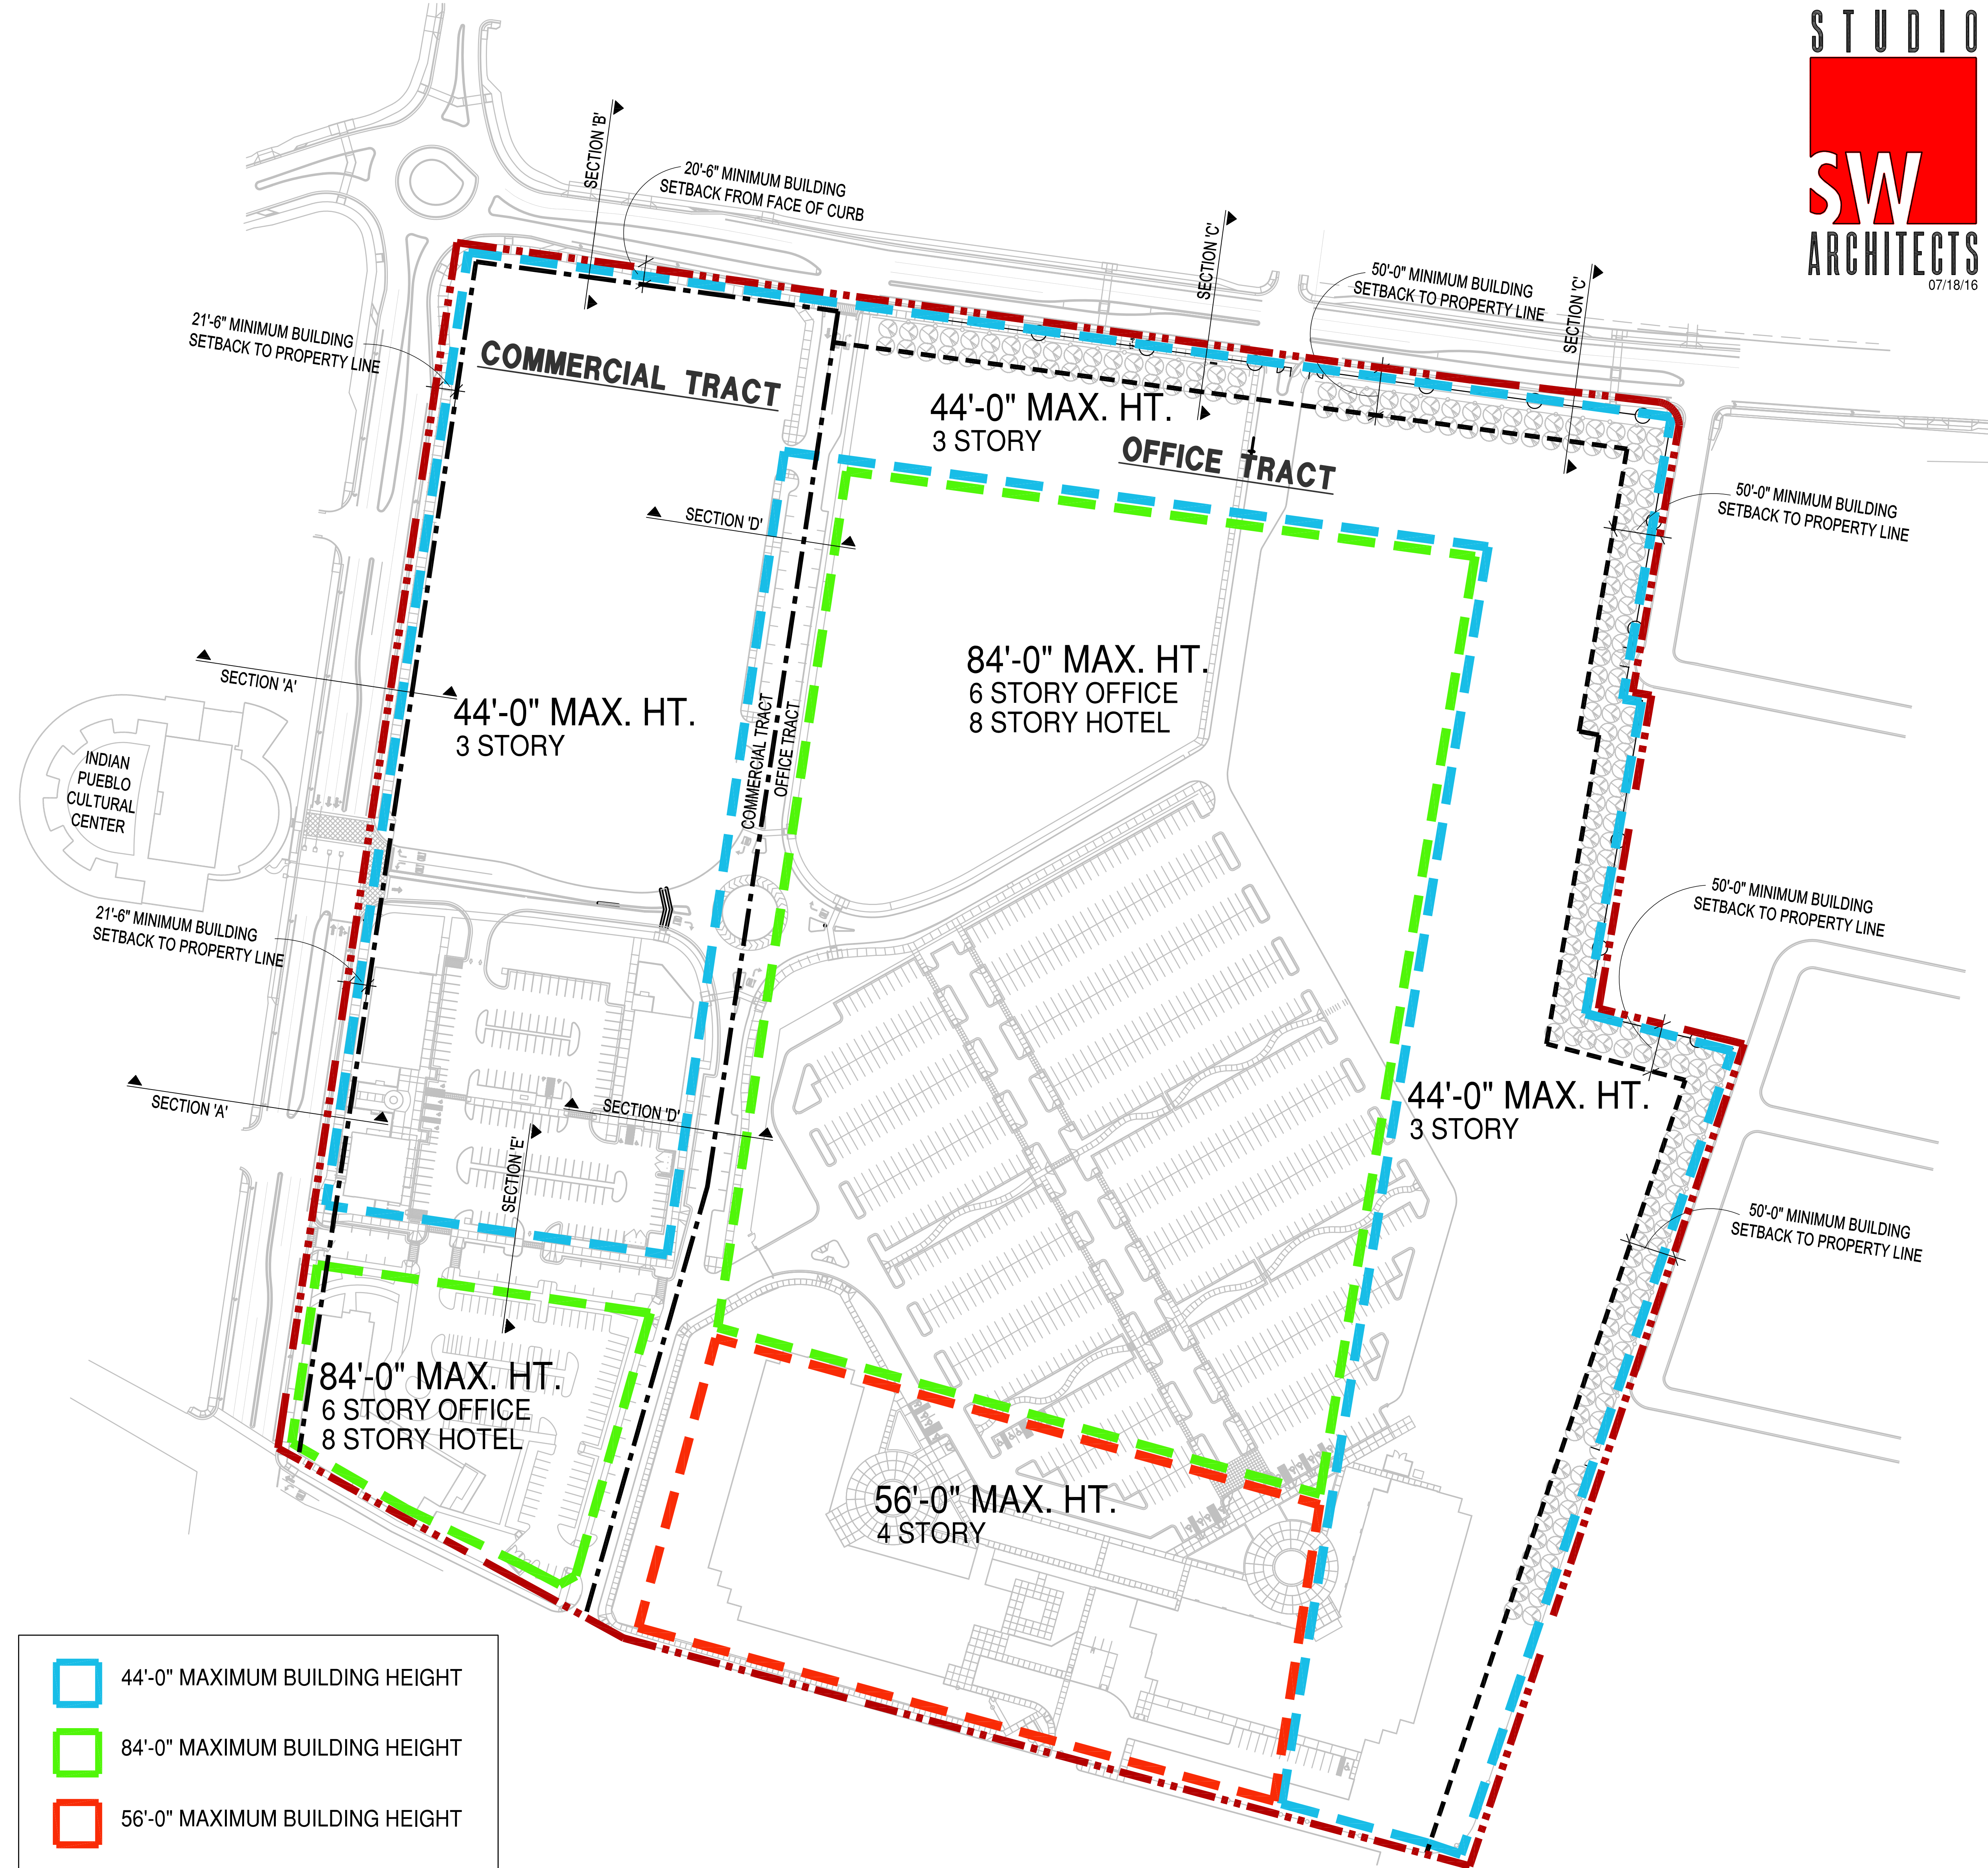 STUDIO
SW
ARCHITECTS
07/18/16
SECTION 'B'
20'-6" MINIMUM BUILDING
SETBACK FROM FACE OF CURB
SECTION 'C'
50'-0" MINIMUM BUILDING
SETBACK TO PROPERTY LINE
SECTION 'C'
21'-6" MINIMUM BUILDING
SETBACK TO PROPERTY LINE
COMMERCIAL TRACT
44'-0" MAX. HT.
3 STORY
OFFICE TRACT
50'-0" MINIMUM BUILDING
SETBACK TO PROPERTY LINE
SECTION 'D'
SECTION 'A'
44'-0" MAX. HT.
3 STORY
84'-0" MAX. HT.
6 STORY OFFICE
8 STORY HOTEL
COMMERCIAL TRACT
OFFICE TRACT
INDIAN
PUEBLO
CULTURAL
CENTER
21'-6" MINIMUM BUILDING
SETBACK TO PROPERTY LINE
50'-0" MINIMUM BUILDING
SETBACK TO PROPERTY LINE
SECTION 'A'
SECTION 'D'
SECTION 'E'
44'-0" MAX. HT.
3 STORY
50'-0" MINIMUM BUILDING
SETBACK TO PROPERTY LINE
84'-0" MAX. HT.
6 STORY OFFICE
8 STORY HOTEL
56'-0" MAX. HT.
4 STORY
44'-0" MAXIMUM BUILDING HEIGHT
84'-0" MAXIMUM BUILDING HEIGHT
56'-0" MAXIMUM BUILDING HEIGHT